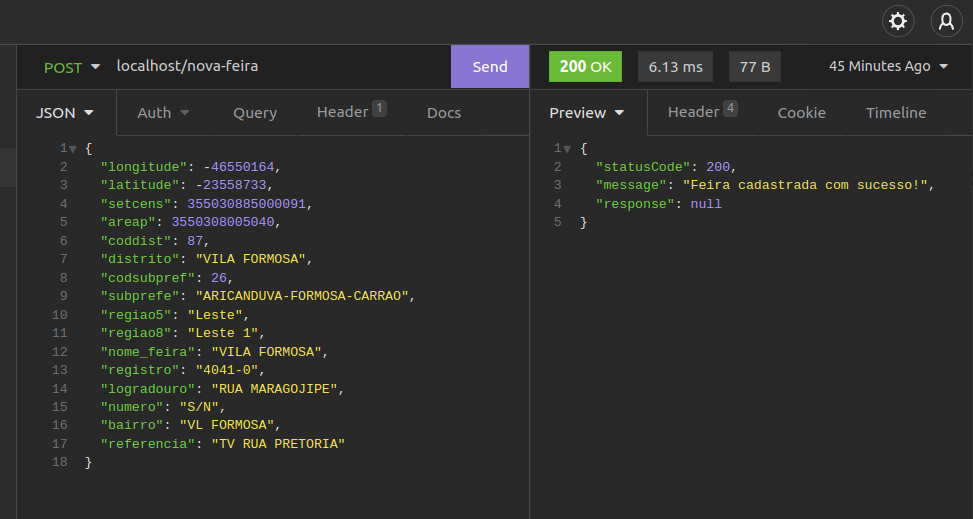 POST localhost/nova-feira Send 200 OK 6.13 ms 77 B 45 Minutes Ago
JSON Auth Query Header 1 Docs Preview Header 4 Cookie Timeline
1 {
2 "longitude": -46550164,
3 "latitude": -23558733,
4 "setcens": 355030885000091,
5 "areap": 3550308005040,
6 "coddist": 87,
7 "distrito": "VILA FORMOSA",
8 "codsubpref": 26,
9 "subprefe": "ARICANDUVA-FORMOSA-CARRAO",
10 "regiao5": "Leste",
11 "regiao8": "Leste 1",
12 "nome_feira": "VILA FORMOSA",
13 "registro": "4041-0",
14 "logradouro": "RUA MARAGOJIPE",
15 "numero": "S/N",
16 "bairro": "VL FORMOSA",
17 "referencia": "TV RUA PRETORIA"
18 }
1 {
2 "statusCode": 200,
3 "message": "Feira cadastrada com sucesso!",
4 "response": null
5 }